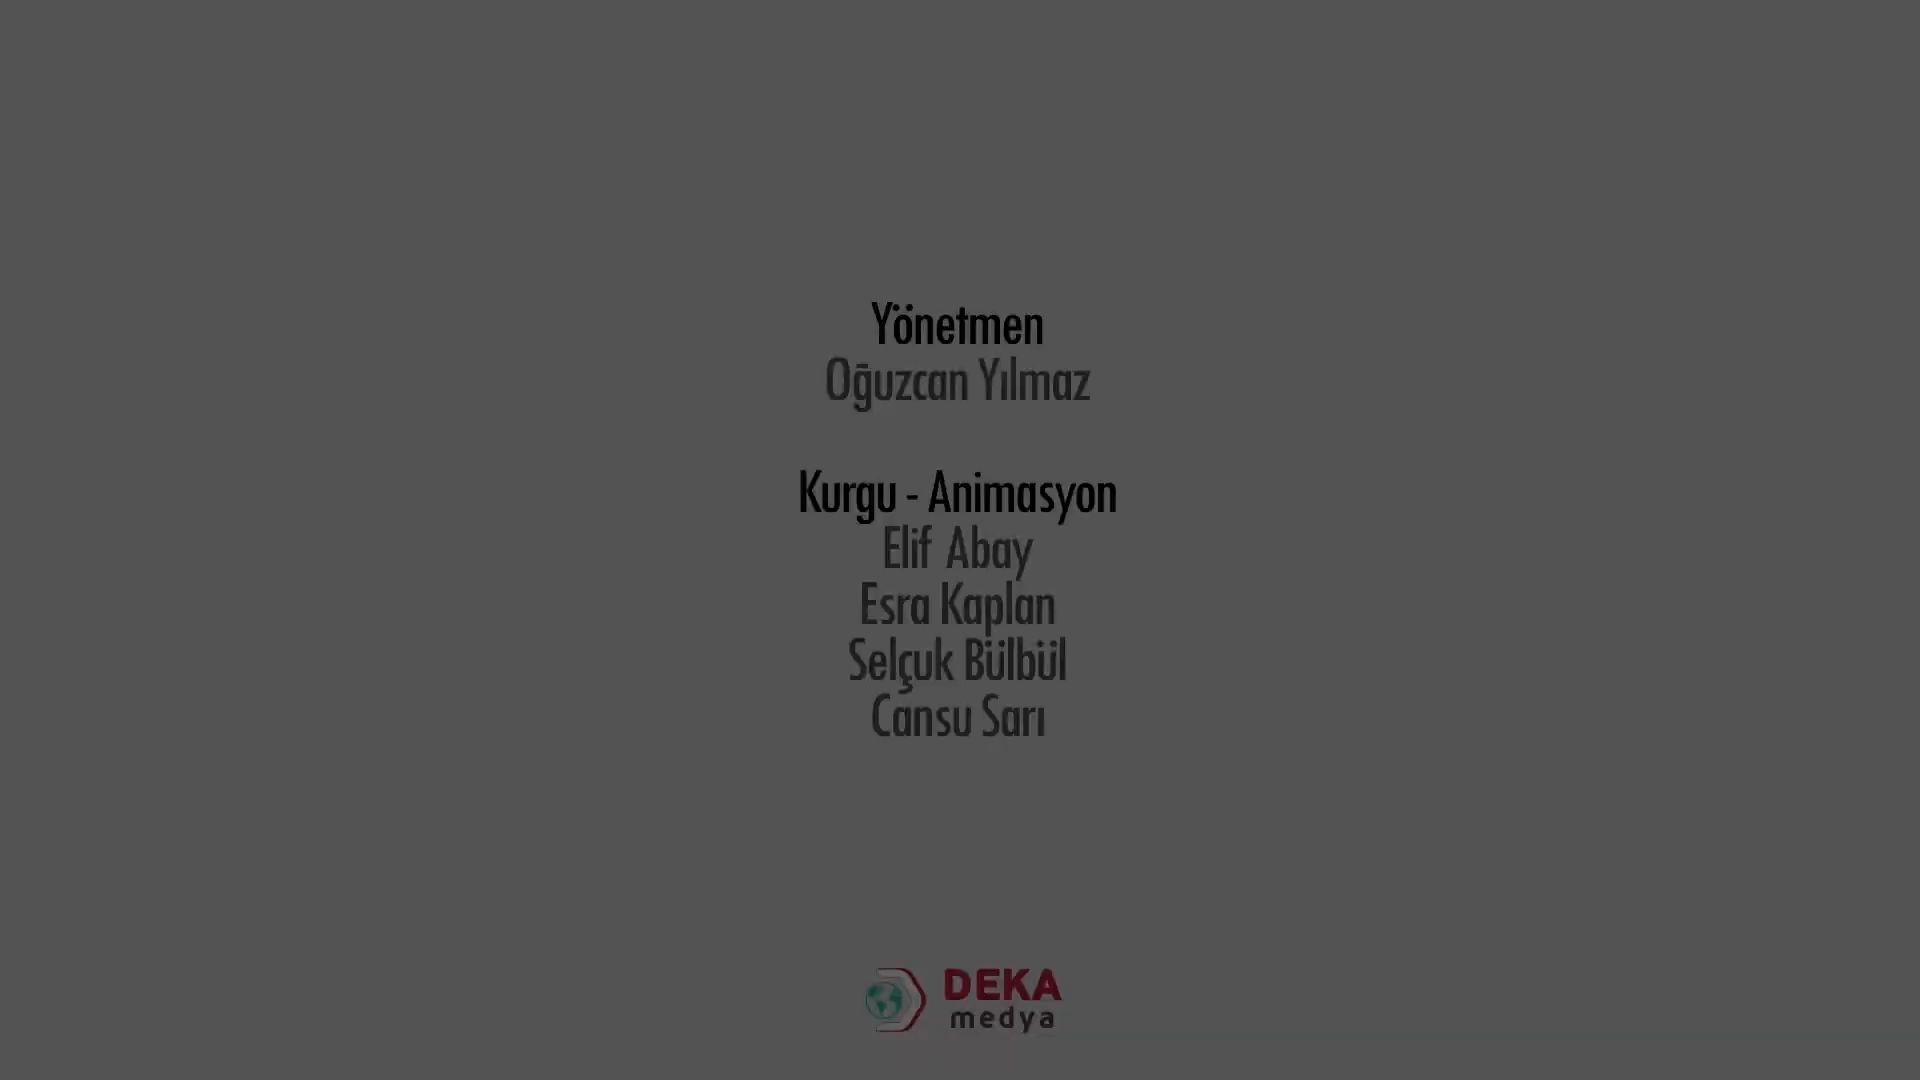 Yönetmen
Oğuzcan Yılmaz
Kurgu - Animasyon
Elif Abay
Esra Kaplan
Selçuk Bülbül
Cansu Sarı
DEKA
medya